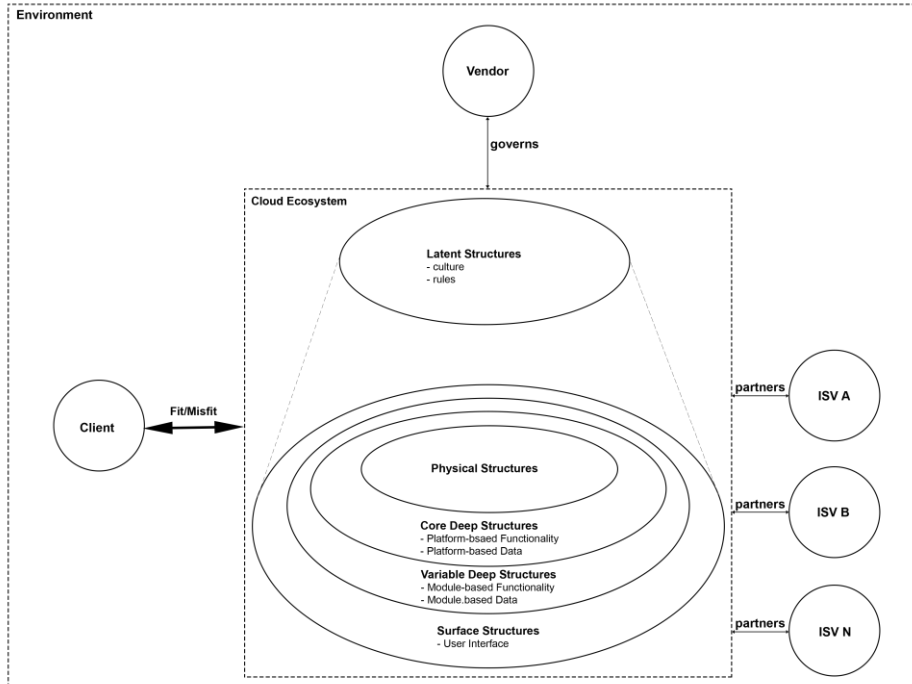 Environment
Vendor
governs
Cloud Ecosystem
Latent Structures
- culture
- rules
partners
ISV A
Fit/Misfit
Client
Physical Structures
partners
ISV B
Core Deep Structures
- Platform-bsaed Functionality
- Platform-based Data
Variable Deep Structures
- Module-based Functionality
- Module.based Data
partners
ISV N
Surface Structures
- User Interface